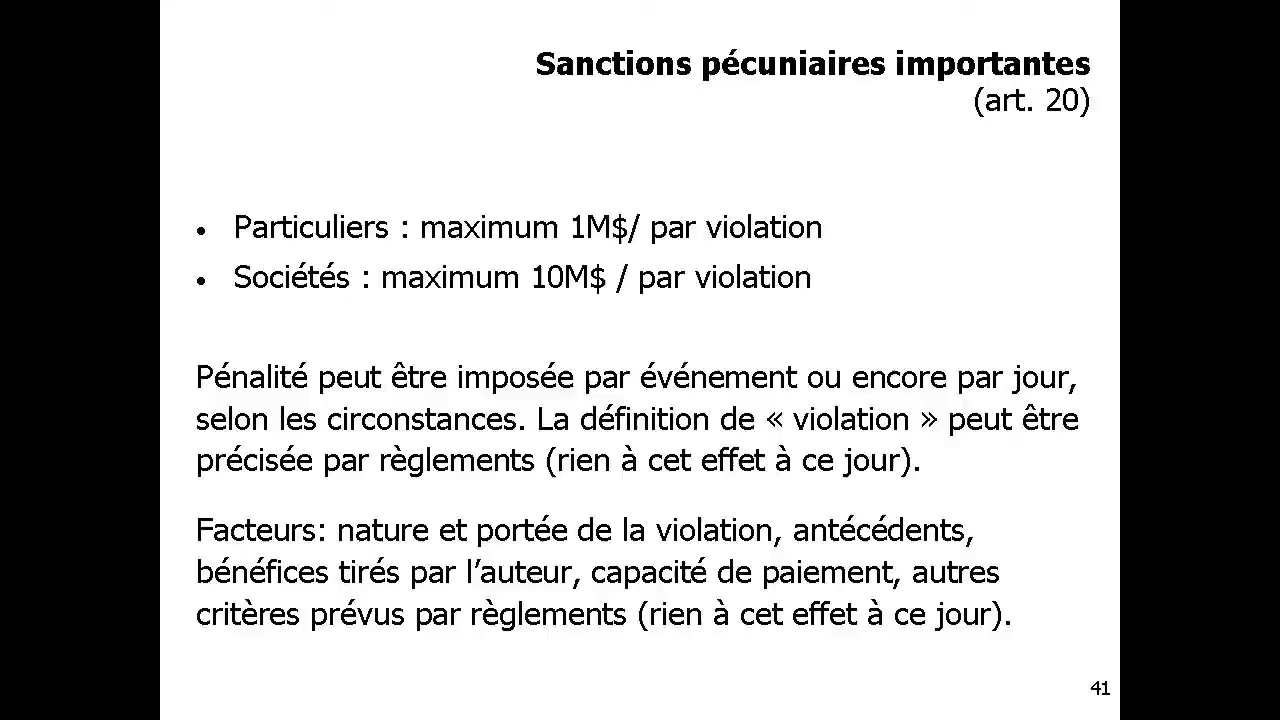 Sanctions pécuniaires importantes
(art. 20)
• Particuliers : maximum 1M$/ par violation
• Sociétés : maximum 10M$ / par violation
Pénalité peut être imposée par événement ou encore par jour,
selon les circonstances. La définition de « violation » peut être
précisée par règlements (rien à cet effet à ce jour).
Facteurs: nature et portée de la violation, antécédents,
bénéfices tirés par l’auteur, capacité de paiement, autres
critères prévus par règlements (rien à cet effet à ce jour).
41